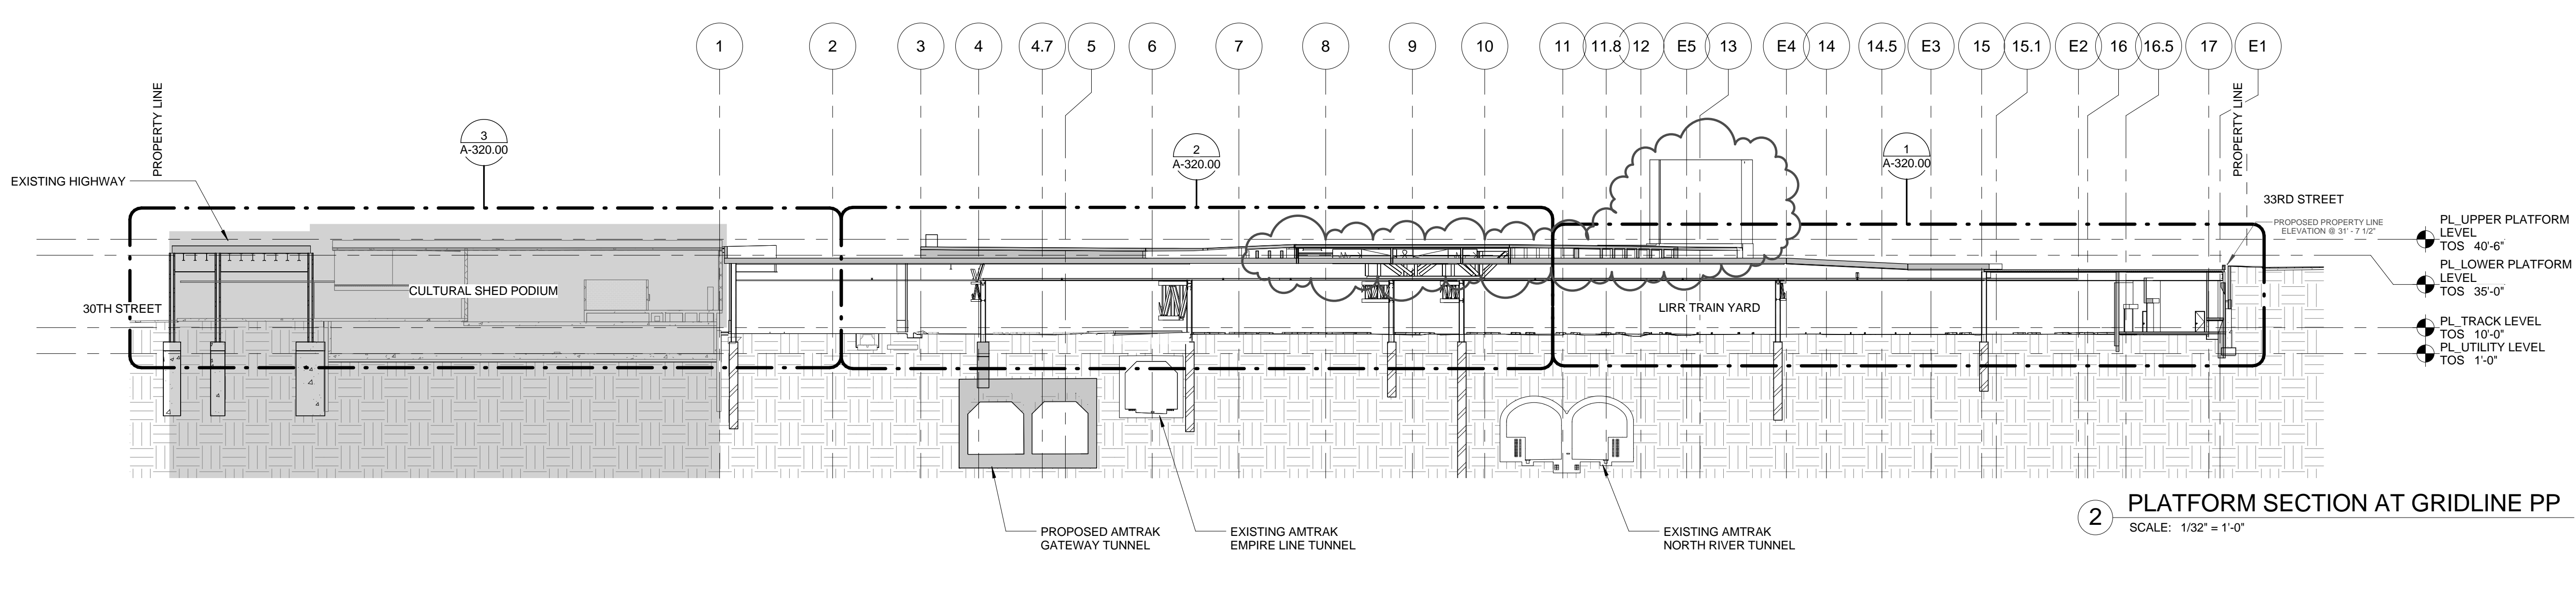 1
2
3
4
4.7
5
6
7
8
9
10
11
11.8
12
E5
13
E4
14
14.5
E3
15
15.1
E2
16
16.5
17
E1
PROPERTY LINE
3
A-320.00
2
A-320.00
1
A-320.00
PROPERTY LINE
EXISTING HIGHWAY
33RD STREET
PROPOSED PROPERTY LINE
ELEVATION @ 31' - 7 1/2"
PL_UPPER PLATFORM
LEVEL
TOS 40'-6"
PL_LOWER PLATFORM
LEVEL
TOS 35'-0"
PL_TRACK LEVEL
TOS 10'-0"
PL_UTILITY LEVEL
TOS 1'-0"
30TH STREET
CULTURAL SHED PODIUM
LIRR TRAIN YARD
PROPOSED AMTRAK
GATEWAY TUNNEL
EXISTING AMTRAK
EMPIRE LINE TUNNEL
EXISTING AMTRAK
NORTH RIVER TUNNEL
2
PLATFORM SECTION AT GRIDLINE PP
SCALE: 1/32" = 1'-0"